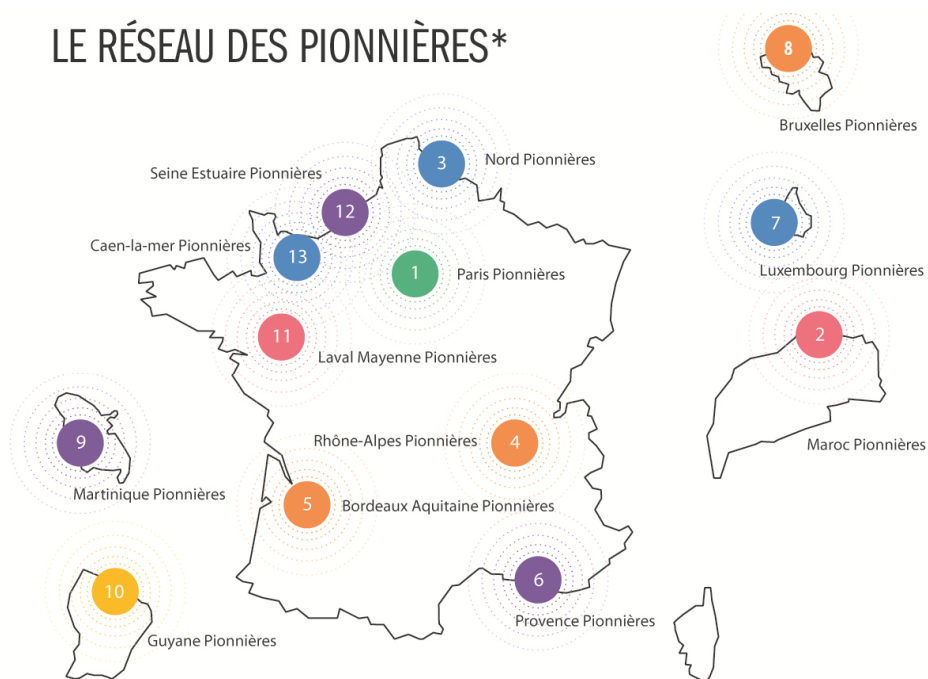 LE RÉSEAU DES PIONNIÈRES*
8
Bruxelles Pionnières
3
Nord Pionnières
Seine Estuaire Pionnières
12
7
Luxembourg Pionnières
Caen-la-mer Pionnières
13
1
Paris Pionnières
11
Laval Mayenne Pionnières
2
Maroc Pionnières
9
Martinique Pionnières
Rhône-Alpes Pionnières
4
5
Bordeaux Aquitaine Pionnières
6
Provence Pionnières
10
Guyane Pionnières